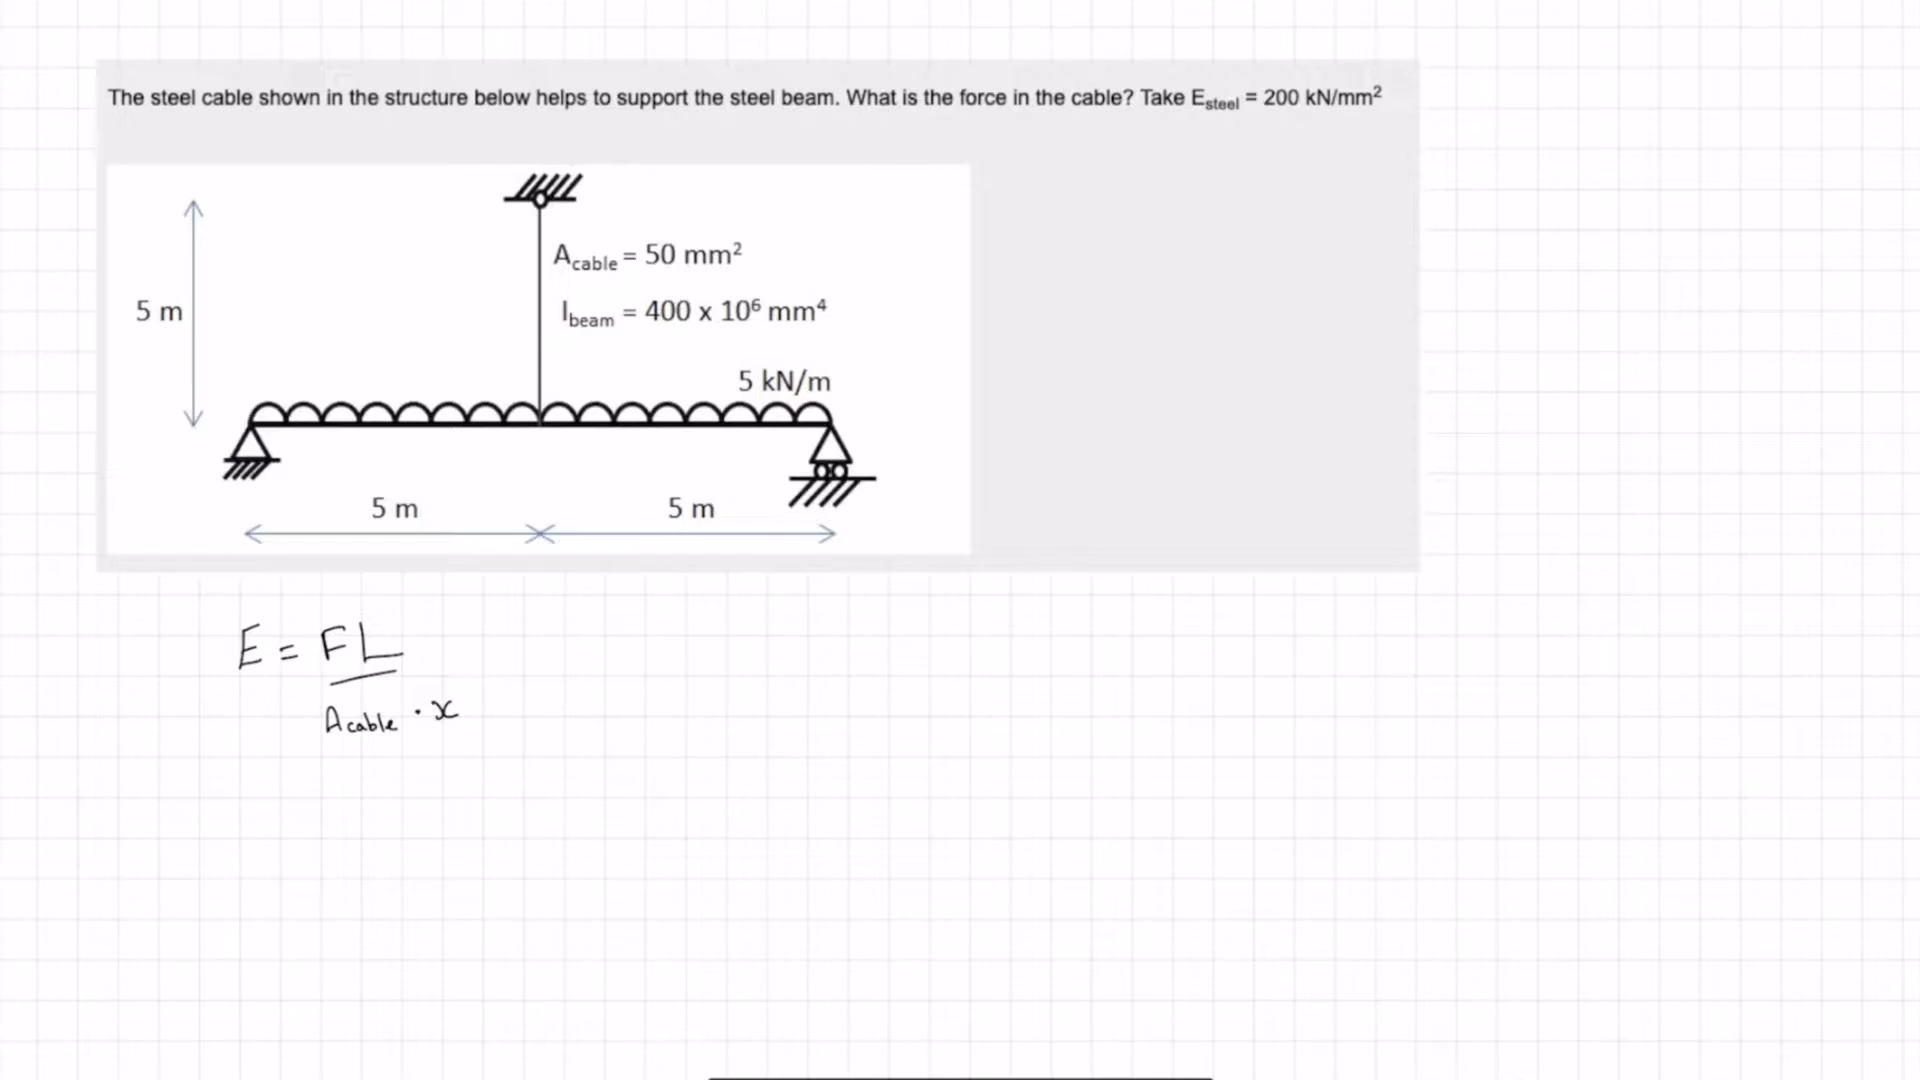 The steel cable shown in the structure below helps to support the steel beam. What is the force in the cable? Take Esteel = 200 kN/mm²
Acable = 50 mm²
5 m
Ibeam = 400 x 10⁶ mm⁴
5 kN/m
5 m
5 m
E = FL
Acable · x